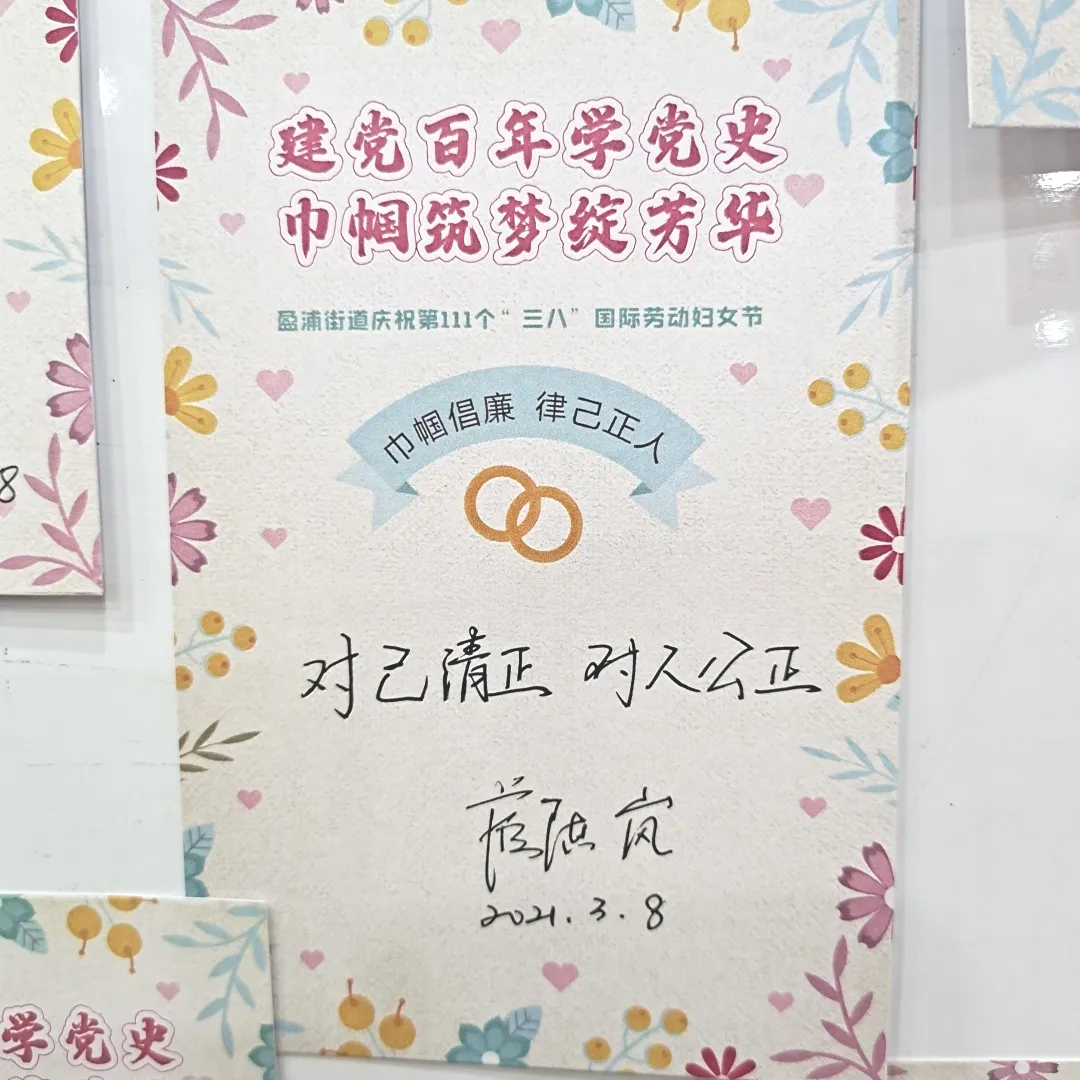 建党百年学党史
巾帼筑梦绽芳华
盈浦街道庆祝第111个“三八”国际劳动妇女节
巾帼倡廉 律己正人
对己清正 对人公正
岚
2021.3.8
8
学党史